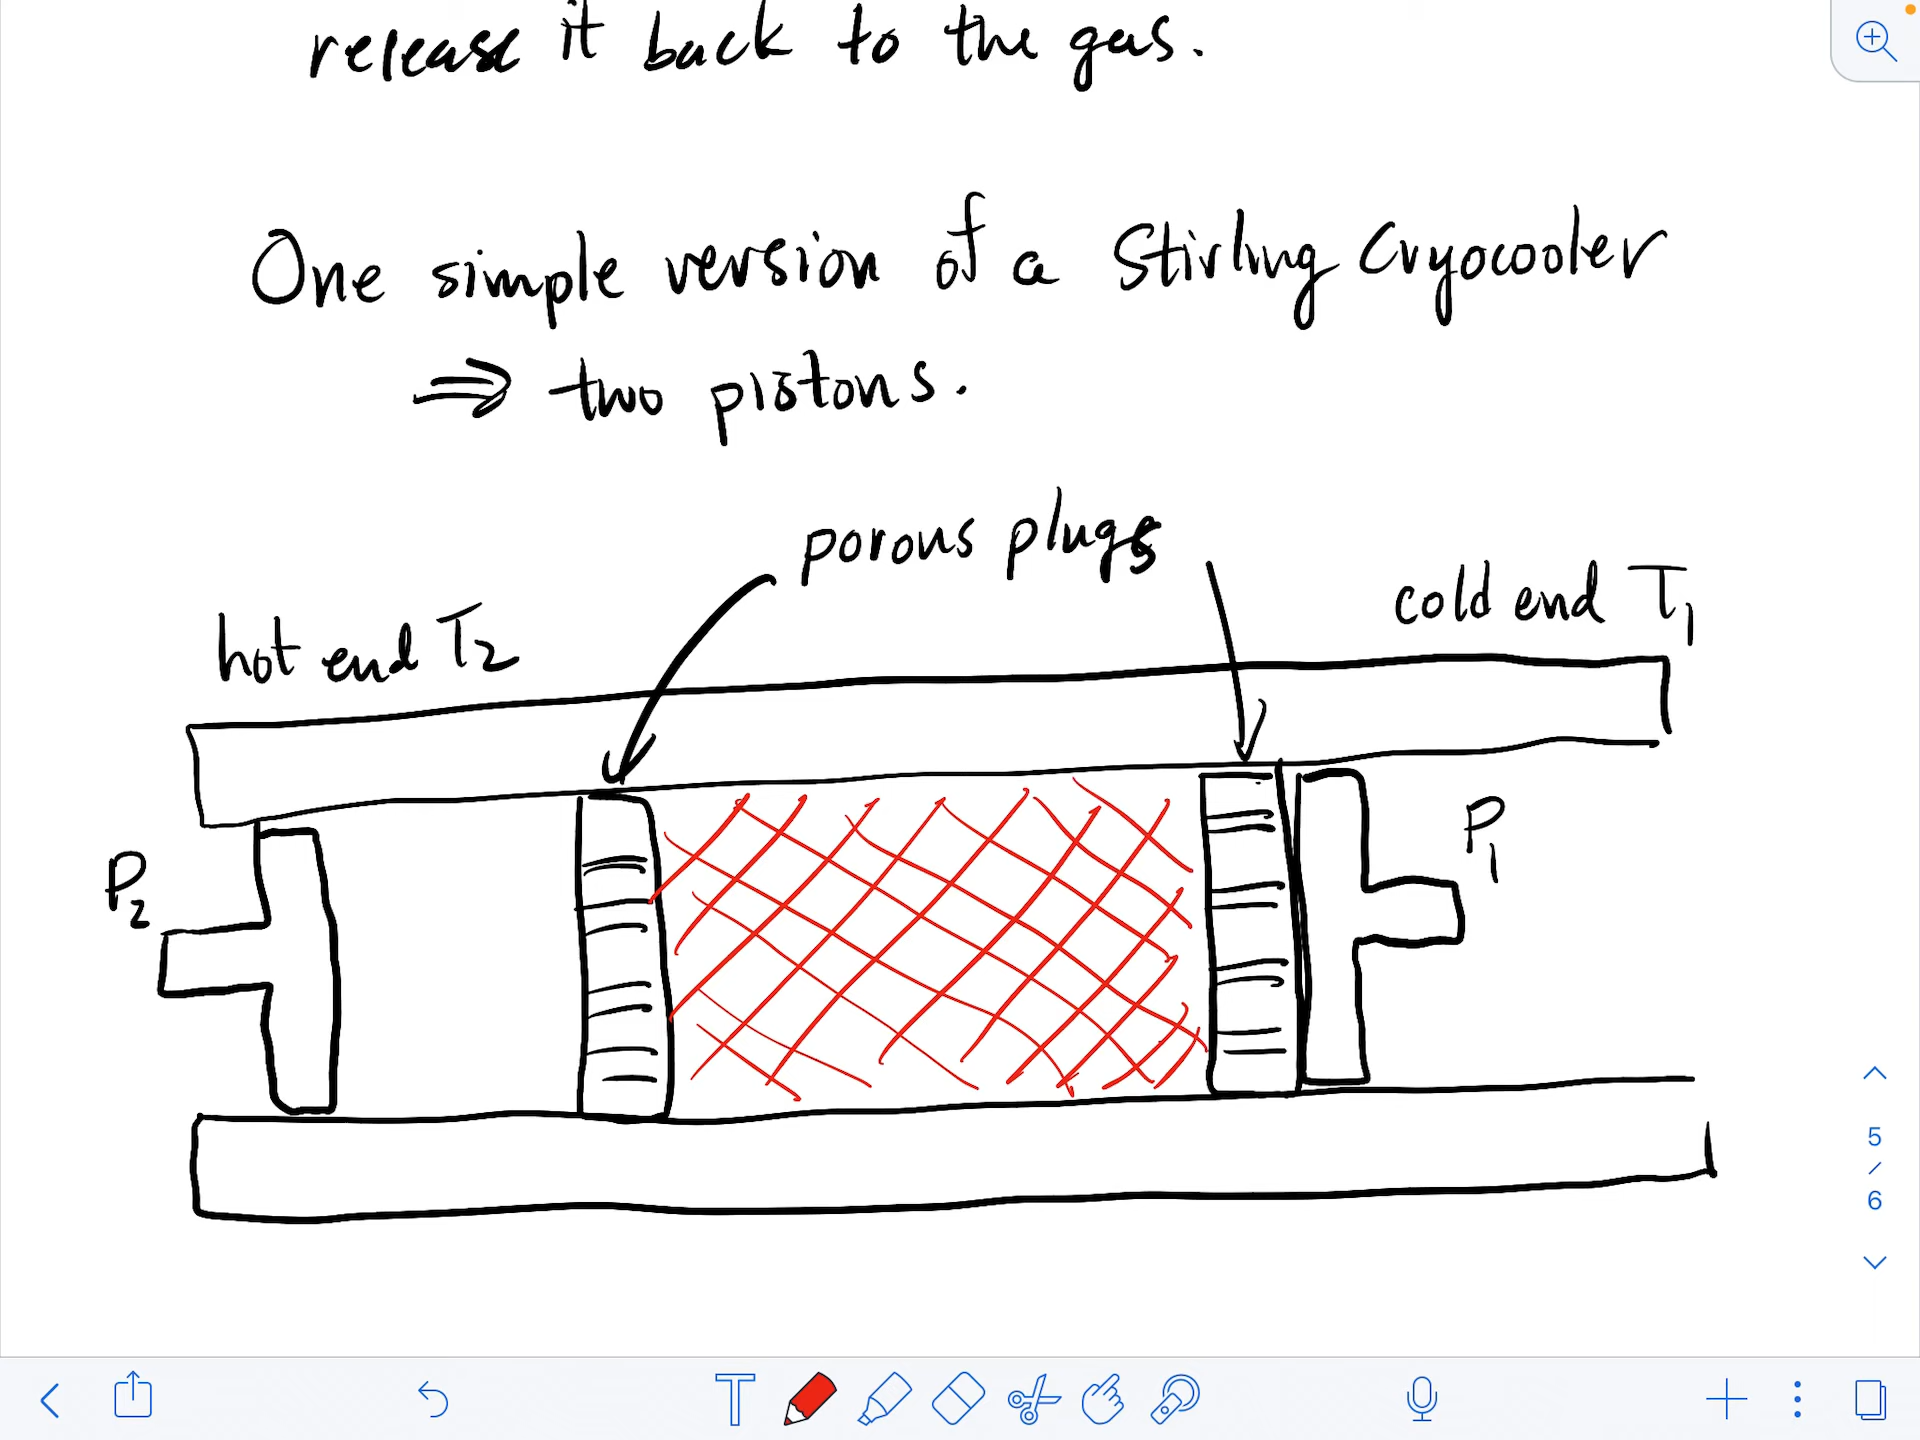 release it back to the gas.
One simple version of a Stirling Cryocooler
⇒ two pistons.
porous plugs
cold end T₁
hot end T₂
P₁
P₂
5
/
6
T